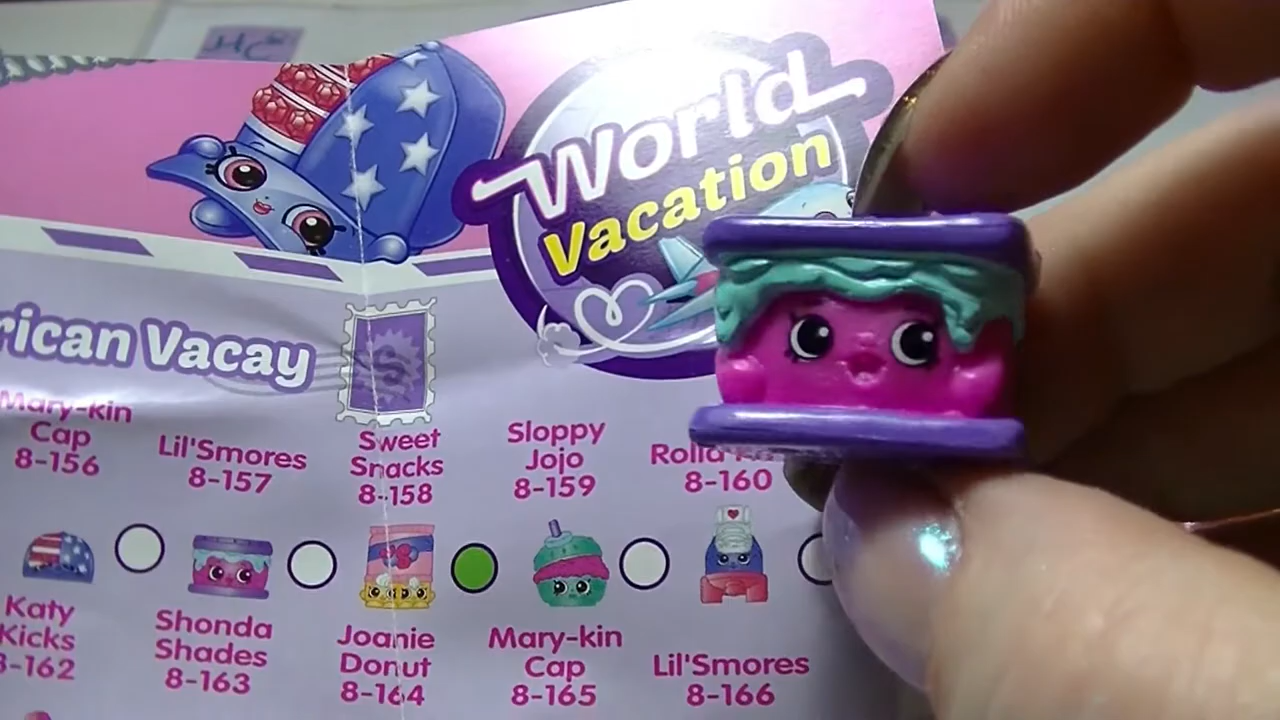 World
Vacation
rican Vacay
Mary-kin
Cap
8-156
Lil'Smores
8-157
Sweet
Snacks
8-158
Sloppy
Jojo
8-159
8-160
Katy
Kicks
8-162
Shonda
Shades
8-163
Joanie
Donut
8-164
Mary-kin
Cap
8-165
Lil'Smores
8-166